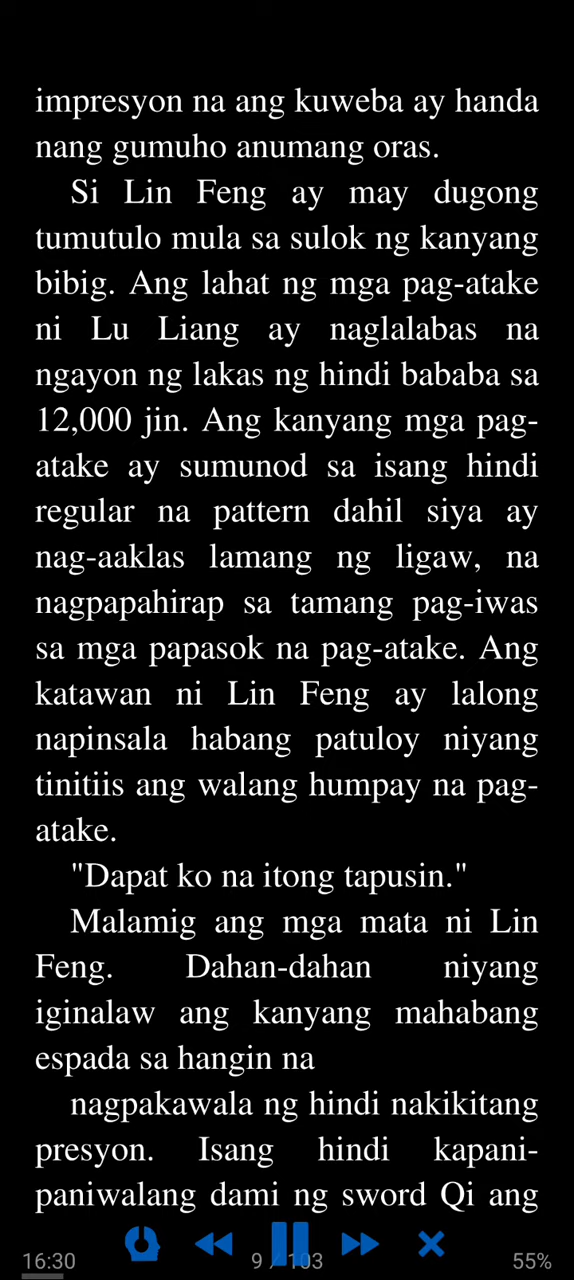 impresyon na ang kuweba ay handa
nang gumuho anumang oras.
Si Lin Feng ay may dugong
tumutulo mula sa sulok ng kanyang
bibig. Ang lahat ng mga pag-atake
ni Lu Liang ay naglalabas na
ngayon ng lakas ng hindi bababa sa
12,000 jin. Ang kanyang mga pag-
atake ay sumunod sa isang hindi
regular na pattern dahil siya ay
nag-aaklas lamang ng ligaw, na
nagpapahirap sa tamang pag-iwas
sa mga papasok na pag-atake. Ang
katawan ni Lin Feng ay lalong
napinsala habang patuloy niyang
tinitiis ang walang humpay na pag-
atake.
"Dapat ko na itong tapusin."
Malamig ang mga mata ni Lin
Feng. Dahan-dahan niyang
iginalaw ang kanyang mahabang
espada sa hangin na
nagpakawala ng hindi nakikitang
presyon. Isang hindi kapani-
paniwalang dami ng sword Qi ang
16:30 9 / 103 55%